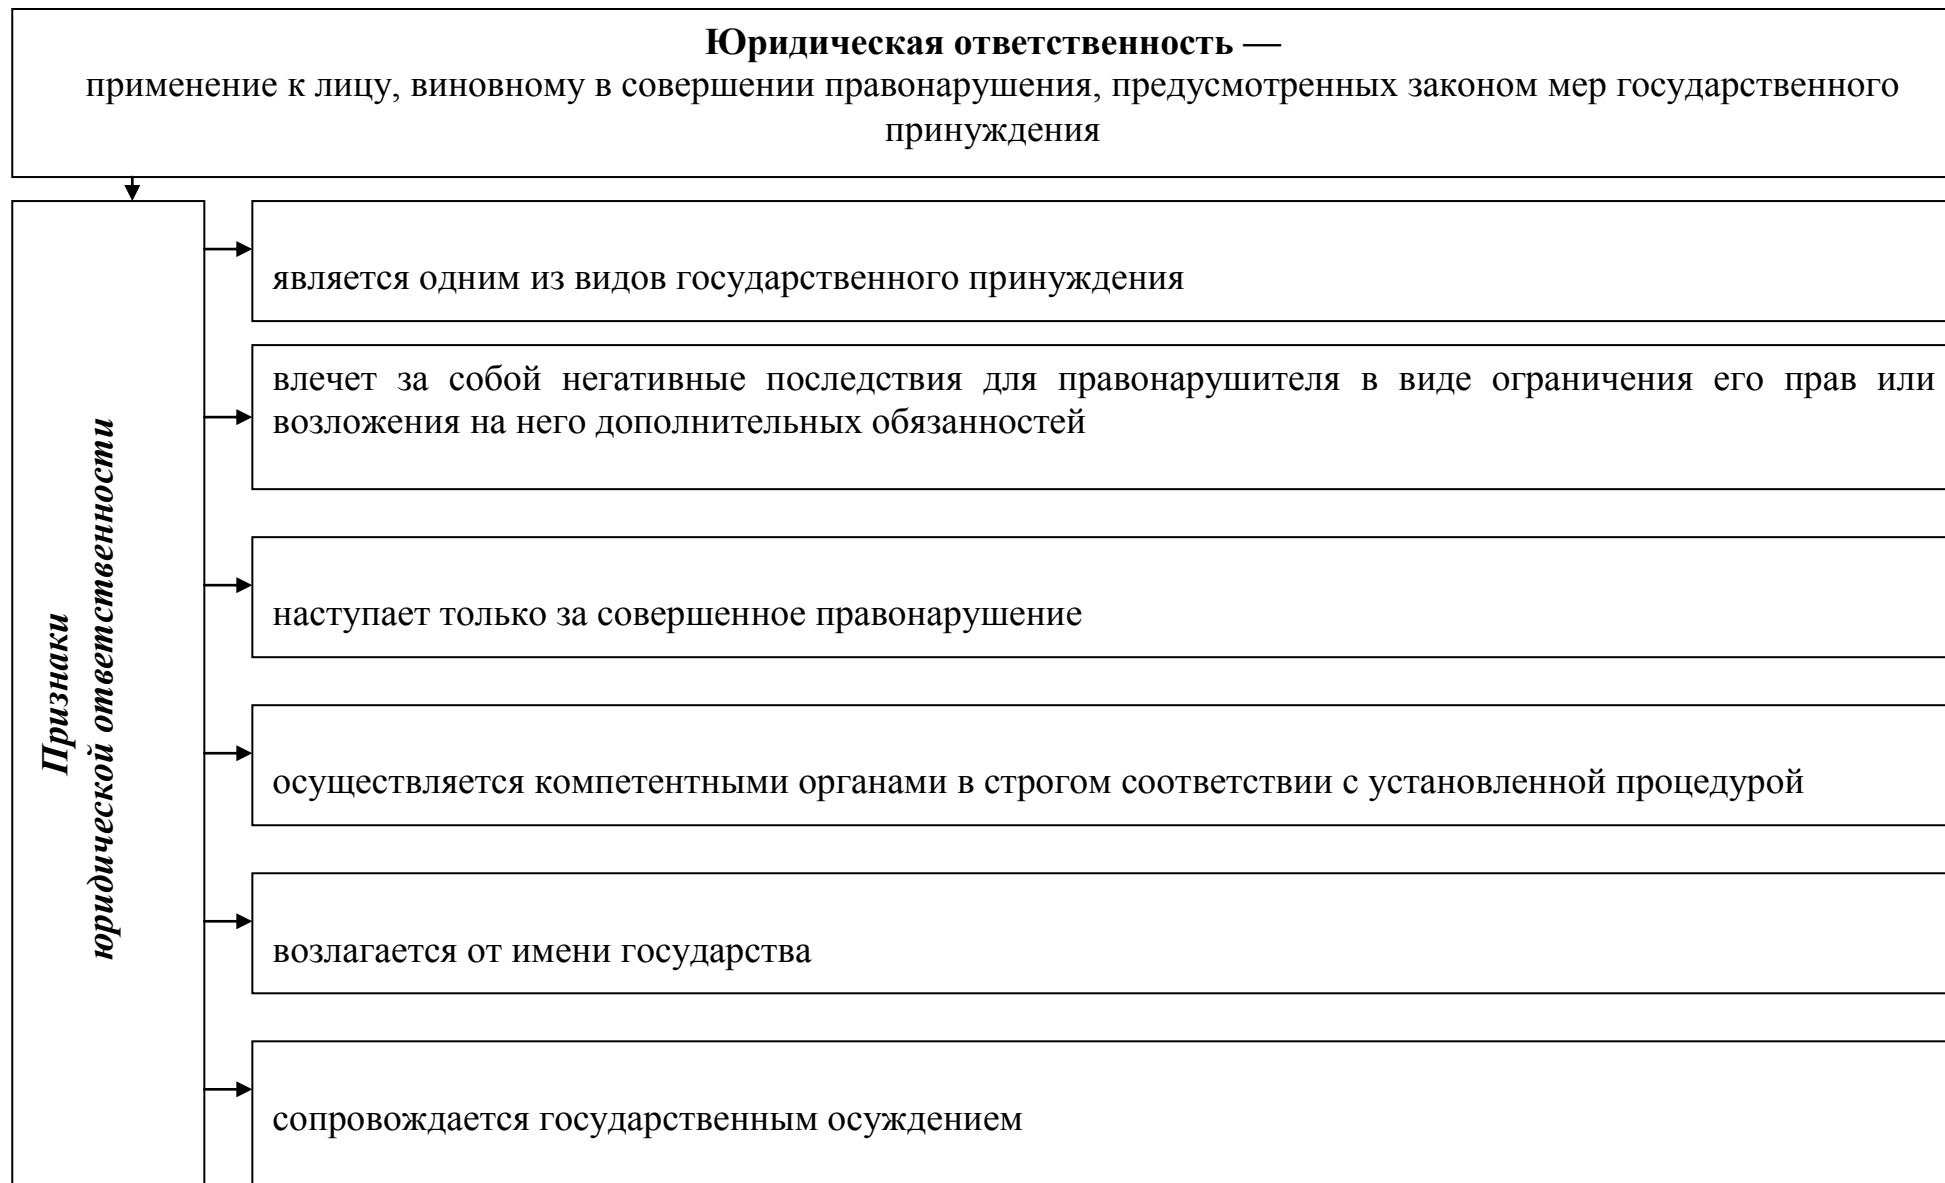 Юридическая ответственность —
применение к лицу, виновному в совершении правонарушения, предусмотренных законом мер государственного
принуждения
Признаки
юридической ответственности
является одним из видов государственного принуждения
влечет за собой негативные последствия для правонарушителя в виде ограничения его прав или
возложения на него дополнительных обязанностей
наступает только за совершенное правонарушение
осуществляется компетентными органами в строгом соответствии с установленной процедурой
возлагается от имени государства
сопровождается государственным осуждением